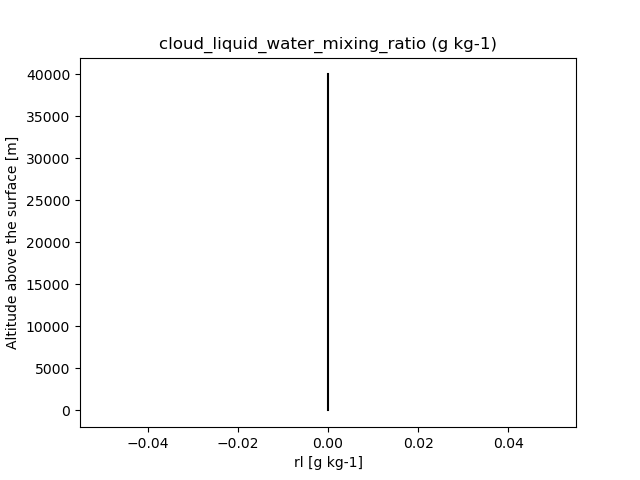 cloud_liquid_water_mixing_ratio (g kg-1)
Altitude above the surface [m]
40000
35000
30000
25000
20000
15000
10000
5000
0
−0.04 −0.02 0.00 0.02 0.04
rl [g kg-1]